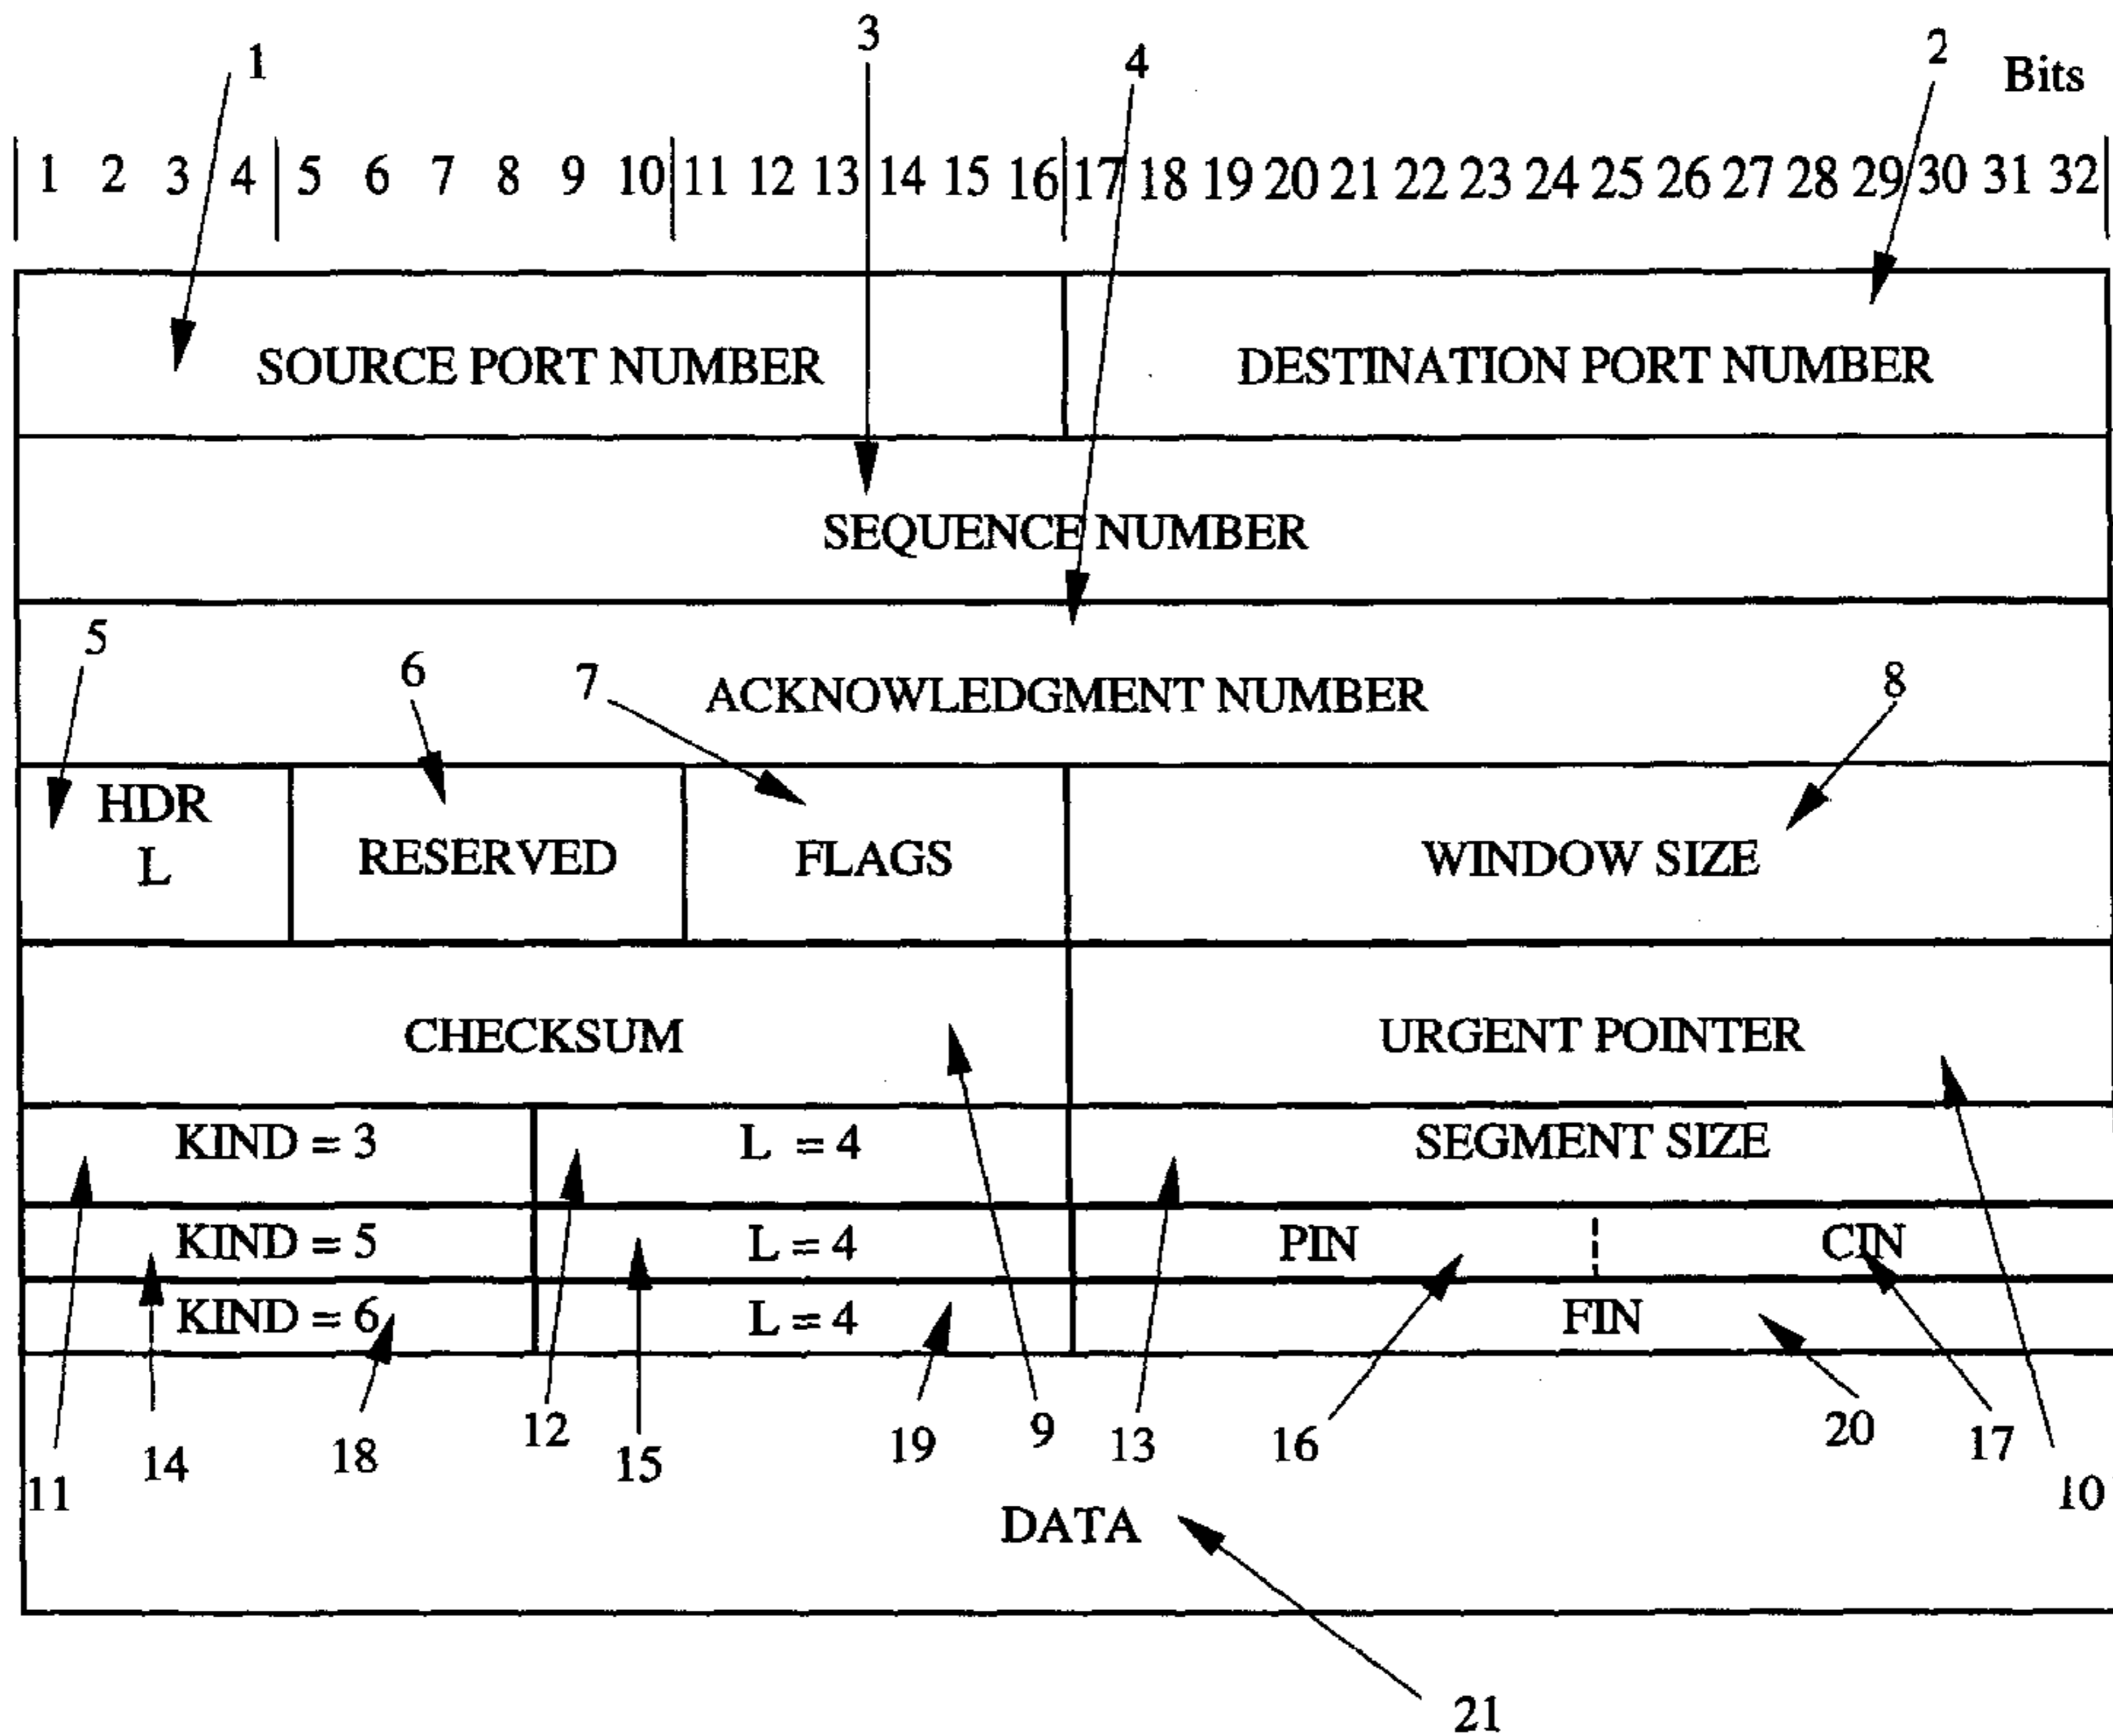 3
1 4 2 Bits
1 2 3 4 5 6 7 8 9 10 11 12 13 14 15 16 17 18 19 20 21 22 23 24 25 26 27 28 29 30 31 32
SOURCE PORT NUMBER DESTINATION PORT NUMBER
SEQUENCE NUMBER
5 6 7 8
ACKNOWLEDGMENT NUMBER
HDR
L RESERVED FLAGS WINDOW SIZE
CHECKSUM URGENT POINTER
KIND = 3 L = 4 SEGMENT SIZE
KIND = 5 L = 4 PIN CIN
KIND = 6 L = 4 FIN
11 14 18 12 15 19 9 13 16 20 17 10
DATA
21